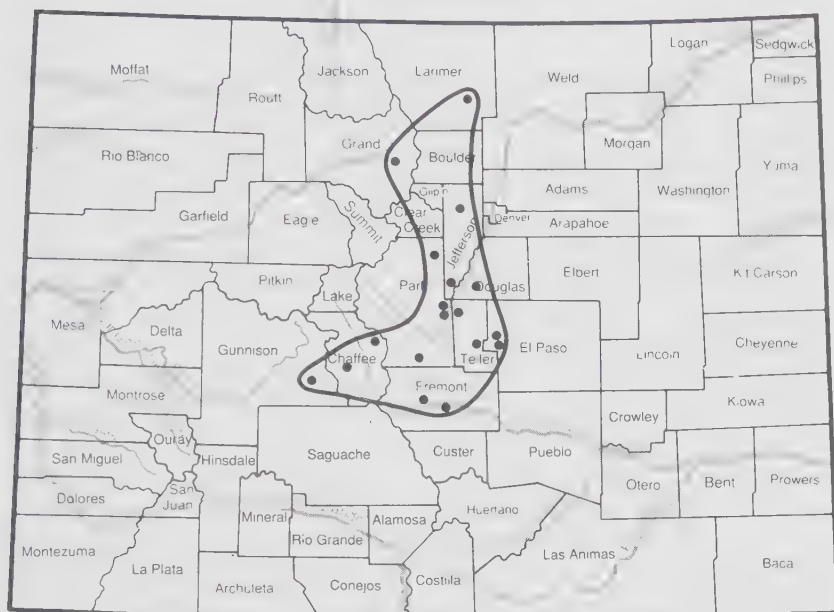 Moffat
Routt
Jackson
Larimer
Weld
Logan
Sedgwick
Phillips
Rio Blanco
Grand
Boulder
Morgan
Washington
Yuma
Garfield
Eagle
Summit
Gilpin
Clear
Creek
Jefferson
Denver
Adams
Arapahoe
Pitkin
Lake
Park
Douglas
Elbert
Kit Carson
Mesa
Delta
Gunnison
Chaffee
Teller
El Paso
Lincoln
Cheyenne
Montrose
Fremont
Crowley
Kiowa
Ouray
San Miguel
Hinsdale
Saguache
Custer
Pueblo
Otero
Bent
Prowers
Dolores
San
Juan
Mineral
Rio Grande
Alamosa
Huerfano
Las Animas
Montezuma
La Plata
Archuleta
Conejos
Costilla
Baca